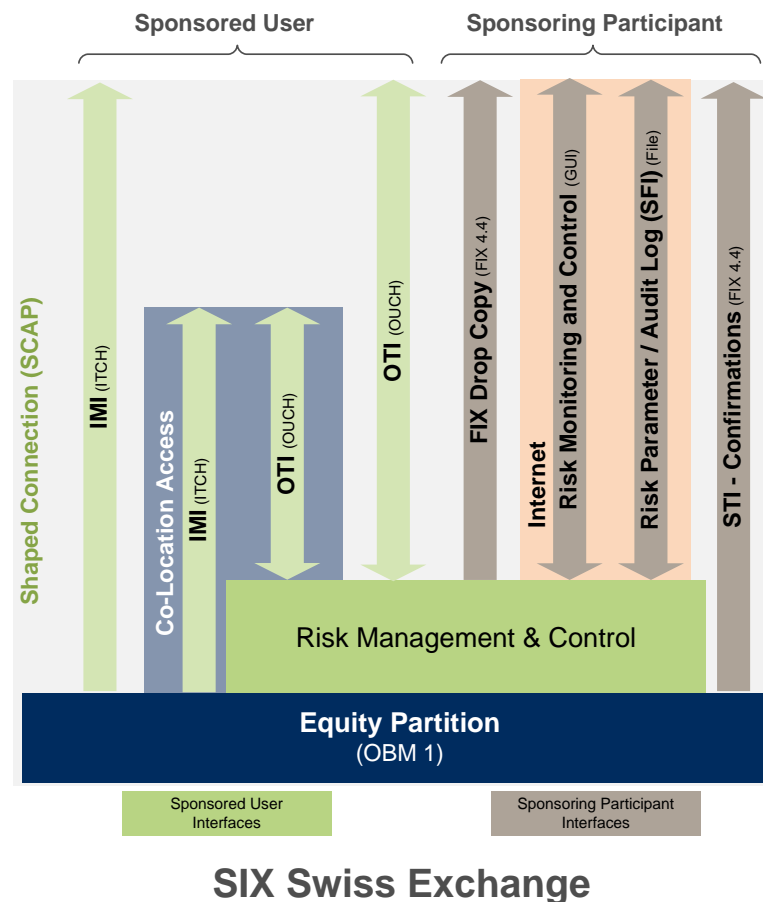 Sponsored User
Sponsoring Participant
Shaped Connection (SCAP)
IMI (ITCH)
Co-Location Access
IMI (ITCH)
OTI (OUCH)
OTI (OUCH)
FIX Drop Copy (FIX 4.4)
Internet
Risk Monitoring and Control (GUI)
Risk Parameter / Audit Log (SFI) (File)
STI - Confirmations (FIX 4.4)
Risk Management & Control
Equity Partition
(OBM 1)
Sponsored User
Interfaces
Sponsoring Participant
Interfaces
SIX Swiss Exchange